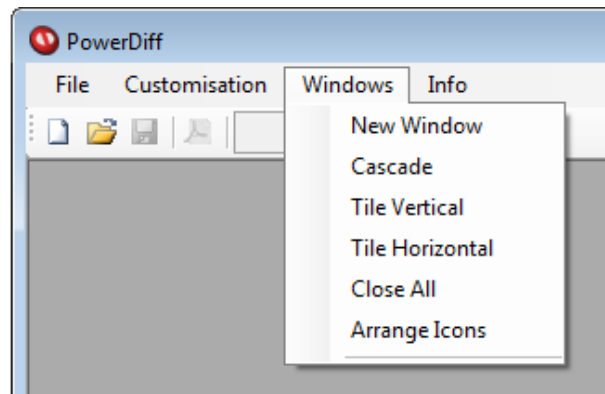 PowerDiff
File Customisation Windows Info
New Window
Cascade
Tile Vertical
Tile Horizontal
Close All
Arrange Icons